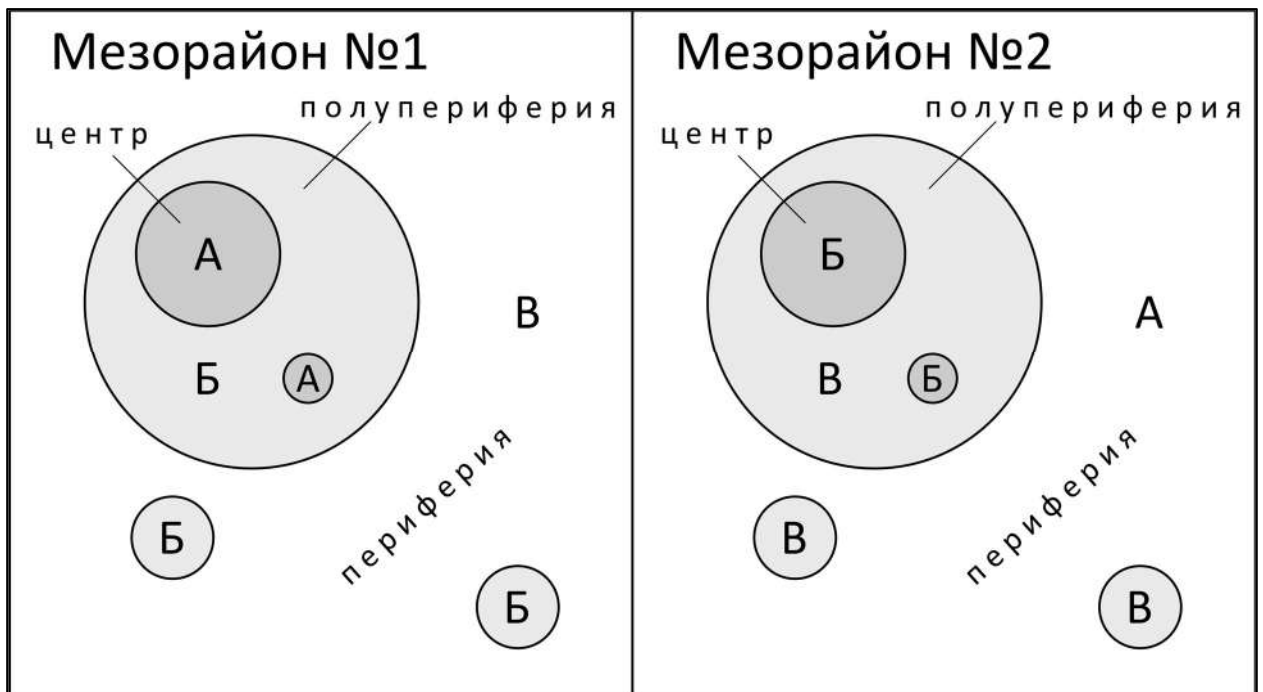 Мезорайон №1
полупериферия
центр
А
В
Б
А
периферия
Б
Б
Мезорайон №2
полупериферия
центр
Б
А
В
Б
периферия
В
В